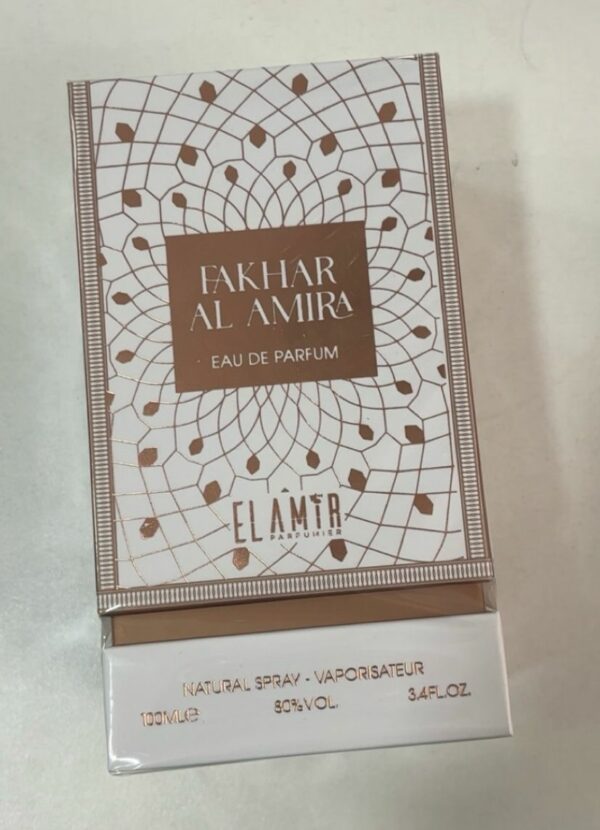 FAKHAR
AL AMIRA
EAU DE PARFUM
EL AMIR
PARFUMIER
NATURAL SPRAY - VAPORISATEUR
100ML℮ 80%VOL. 3.4FL.OZ.